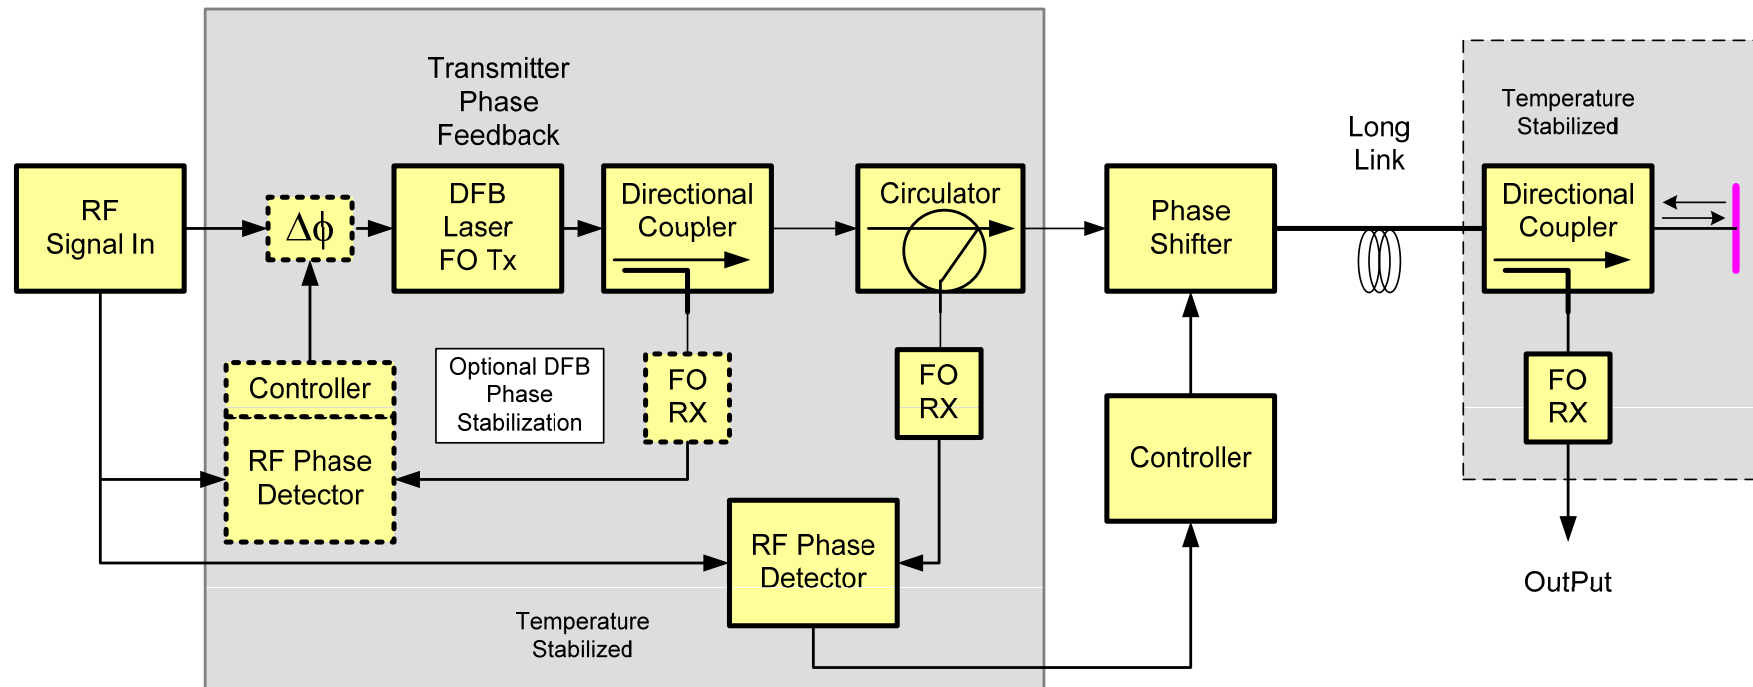 Transmitter
Phase
Feedback
Temperature
Stabilized
Long
Link
RF
Signal In
Δϕ
DFB
Laser
FO Tx
Directional
Coupler
Circulator
Phase
Shifter
Directional
Coupler
Controller
RF Phase
Detector
Optional DFB
Phase
Stabilization
FO
RX
FO
RX
Controller
FO
RX
RF Phase
Detector
OutPut
Temperature
Stabilized